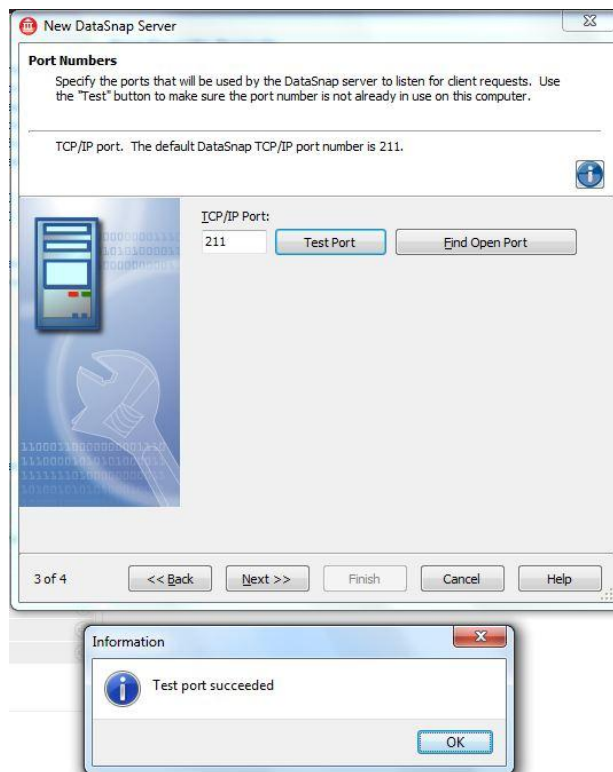 New DataSnap Server
Port Numbers
Specify the ports that will be used by the DataSnap server to listen for client requests. Use
the "Test" button to make sure the port number is not already in use on this computer.
TCP/IP port. The default DataSnap TCP/IP port number is 211.
TCP/IP Port:
211 Test Port Find Open Port
3 of 4 << Back Next >> Finish Cancel Help
Information
Test port succeeded
OK